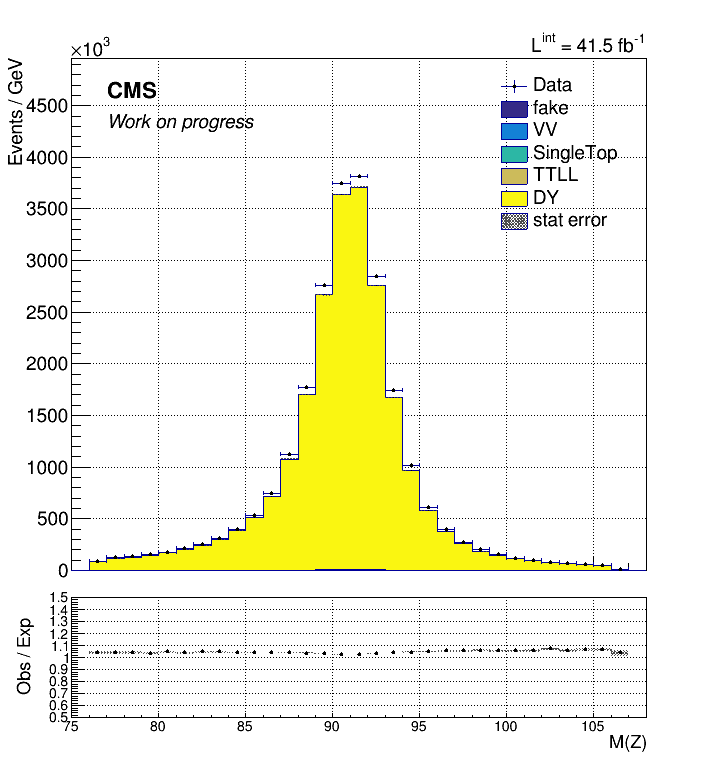 ×10³
L^int = 41.5 fb⁻¹
Events / GeV
CMS
Work on progress
Data
fake
VV
SingleTop
TTLL
DY
stat error
4500
4000
3500
3000
2500
2000
1500
1000
500
0
Obs / Exp
1.5
1.4
1.3
1.2
1.1
1
0.9
0.8
0.7
0.6
0.5
75 80 85 90 95 100 105
M(Z)